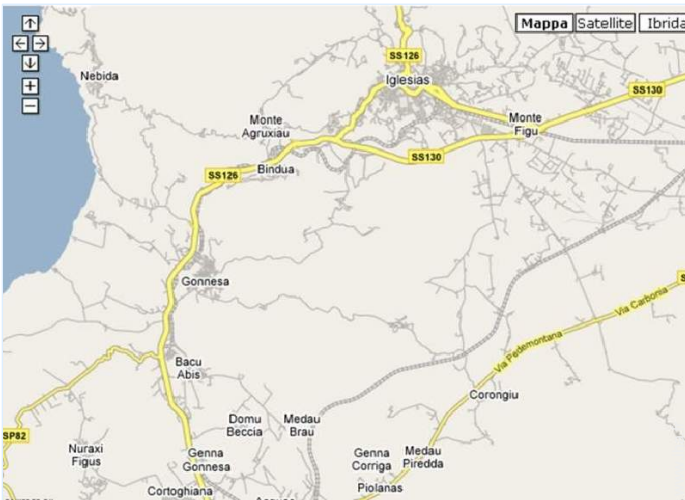 Mappa Satellite Ibrida
SS126
Iglesias
Nebida
SS130
Monte
Agruxiau
Monte
Figu
SS130
Bindua
SS126
Gonnesa
Via Carbonia
Via Pedemontana
Bacu
Abis
Corongiu
Domu
Beccia
Medau
Brau
SP82
Nuraxi
Figus
Genna
Gonnesa
Genna
Corriga
Medau
Piredda
Cortoghiana
Piolanas